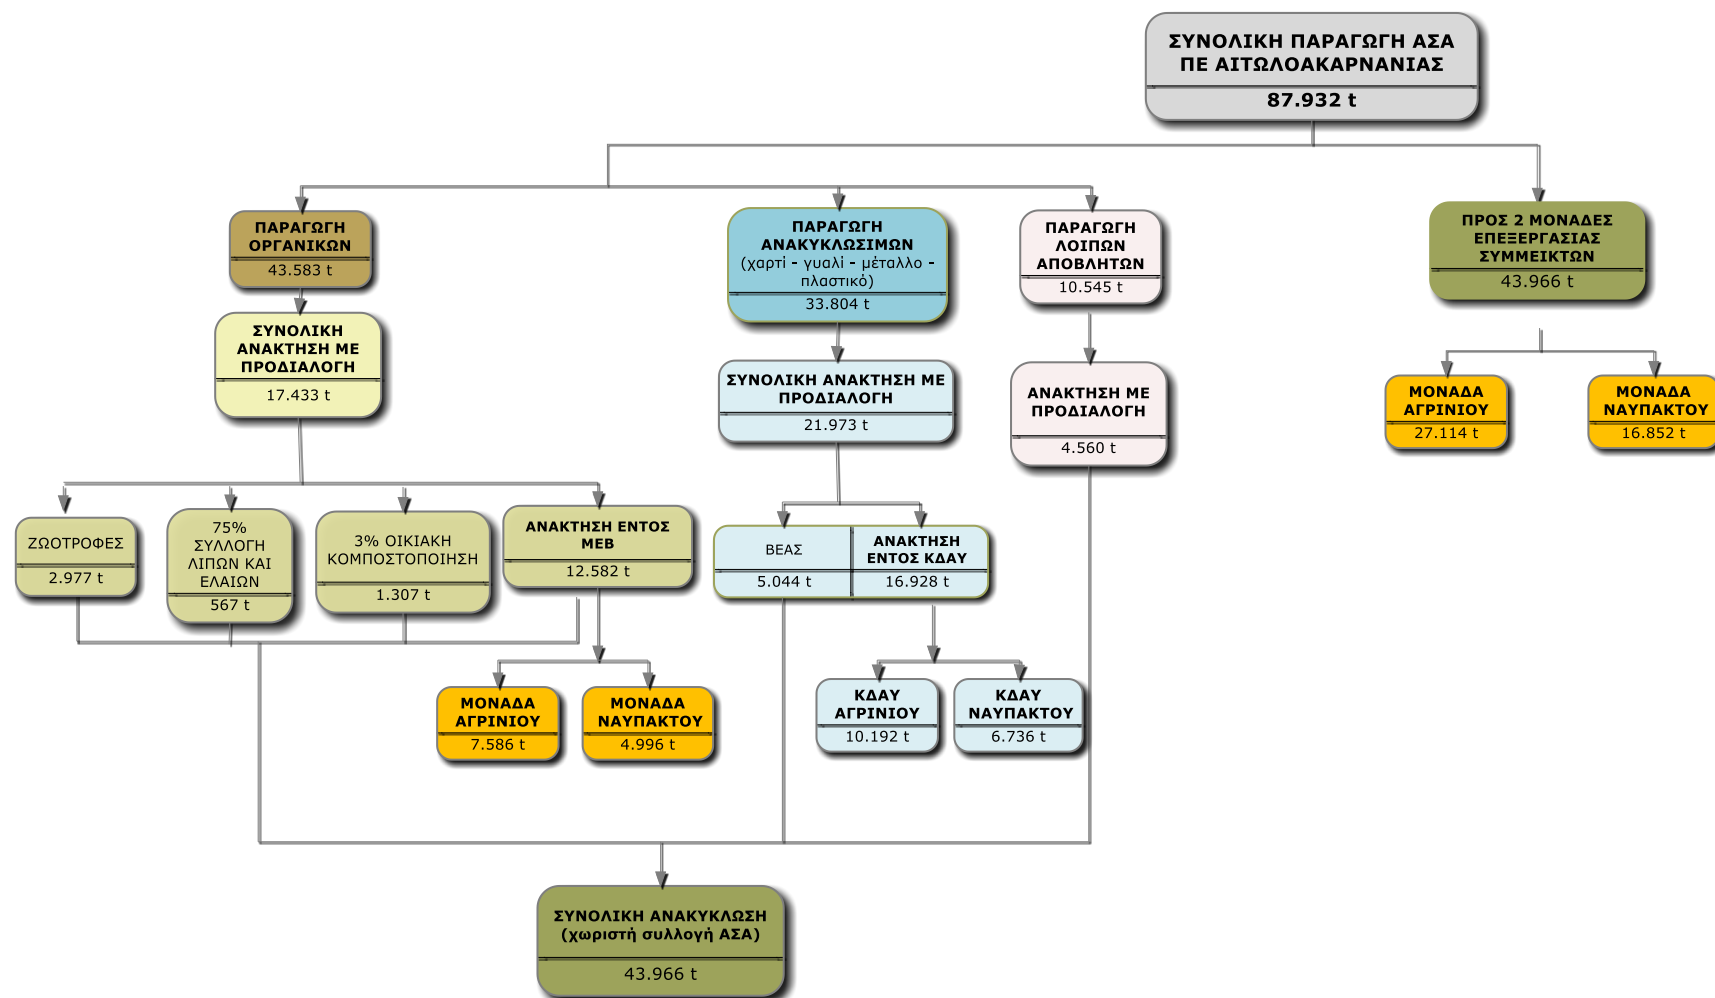 ΣΥΝΟΛΙΚΗ ΠΑΡΑΓΩΓΗ ΑΣΑ
ΠΕ ΑΙΤΩΛΟΑΚΑΡΝΑΝΙΑΣ
87.932 t
ΠΑΡΑΓΩΓΗ
ΟΡΓΑΝΙΚΩΝ
43.583 t
ΠΑΡΑΓΩΓΗ
ΑΝΑΚΥΚΛΩΣΙΜΩΝ
(χαρτί - γυαλί - μέταλλο -
πλαστικό)
33.804 t
ΠΑΡΑΓΩΓΗ
ΛΟΙΠΩΝ
ΑΠΟΒΛΗΤΩΝ
10.545 t
ΠΡΟΣ 2 ΜΟΝΑΔΕΣ
ΕΠΕΞΕΡΓΑΣΙΑΣ
ΣΥΜΜΕΙΚΤΩΝ
43.966 t
ΣΥΝΟΛΙΚΗ
ΑΝΑΚΤΗΣΗ ΜΕ
ΠΡΟΔΙΑΛΟΓΗ
17.433 t
ΣΥΝΟΛΙΚΗ ΑΝΑΚΤΗΣΗ ΜΕ
ΠΡΟΔΙΑΛΟΓΗ
21.973 t
ΑΝΑΚΤΗΣΗ ΜΕ
ΠΡΟΔΙΑΛΟΓΗ
4.560 t
ΜΟΝΑΔΑ
ΑΓΡΙΝΙΟΥ
27.114 t
ΜΟΝΑΔΑ
ΝΑΥΠΑΚΤΟΥ
16.852 t
ΖΩΟΤΡΟΦΕΣ
2.977 t
75%
ΣΥΛΛΟΓΗ
ΛΙΠΩΝ ΚΑΙ
ΕΛΑΙΩΝ
567 t
3% ΟΙΚΙΑΚΗ
ΚΟΜΠΟΣΤΟΠΟΙΗΣΗ
1.307 t
ΑΝΑΚΤΗΣΗ ΕΝΤΟΣ
ΜΕΒ
12.582 t
ΒΕΑΣ
5.044 t
ΑΝΑΚΤΗΣΗ
ΕΝΤΟΣ ΚΔΑΥ
16.928 t
ΜΟΝΑΔΑ
ΑΓΡΙΝΙΟΥ
7.586 t
ΜΟΝΑΔΑ
ΝΑΥΠΑΚΤΟΥ
4.996 t
ΚΔΑΥ
ΑΓΡΙΝΙΟΥ
10.192 t
ΚΔΑΥ
ΝΑΥΠΑΚΤΟΥ
6.736 t
ΣΥΝΟΛΙΚΗ ΑΝΑΚΥΚΛΩΣΗ
(χωριστή συλλογή ΑΣΑ)
43.966 t